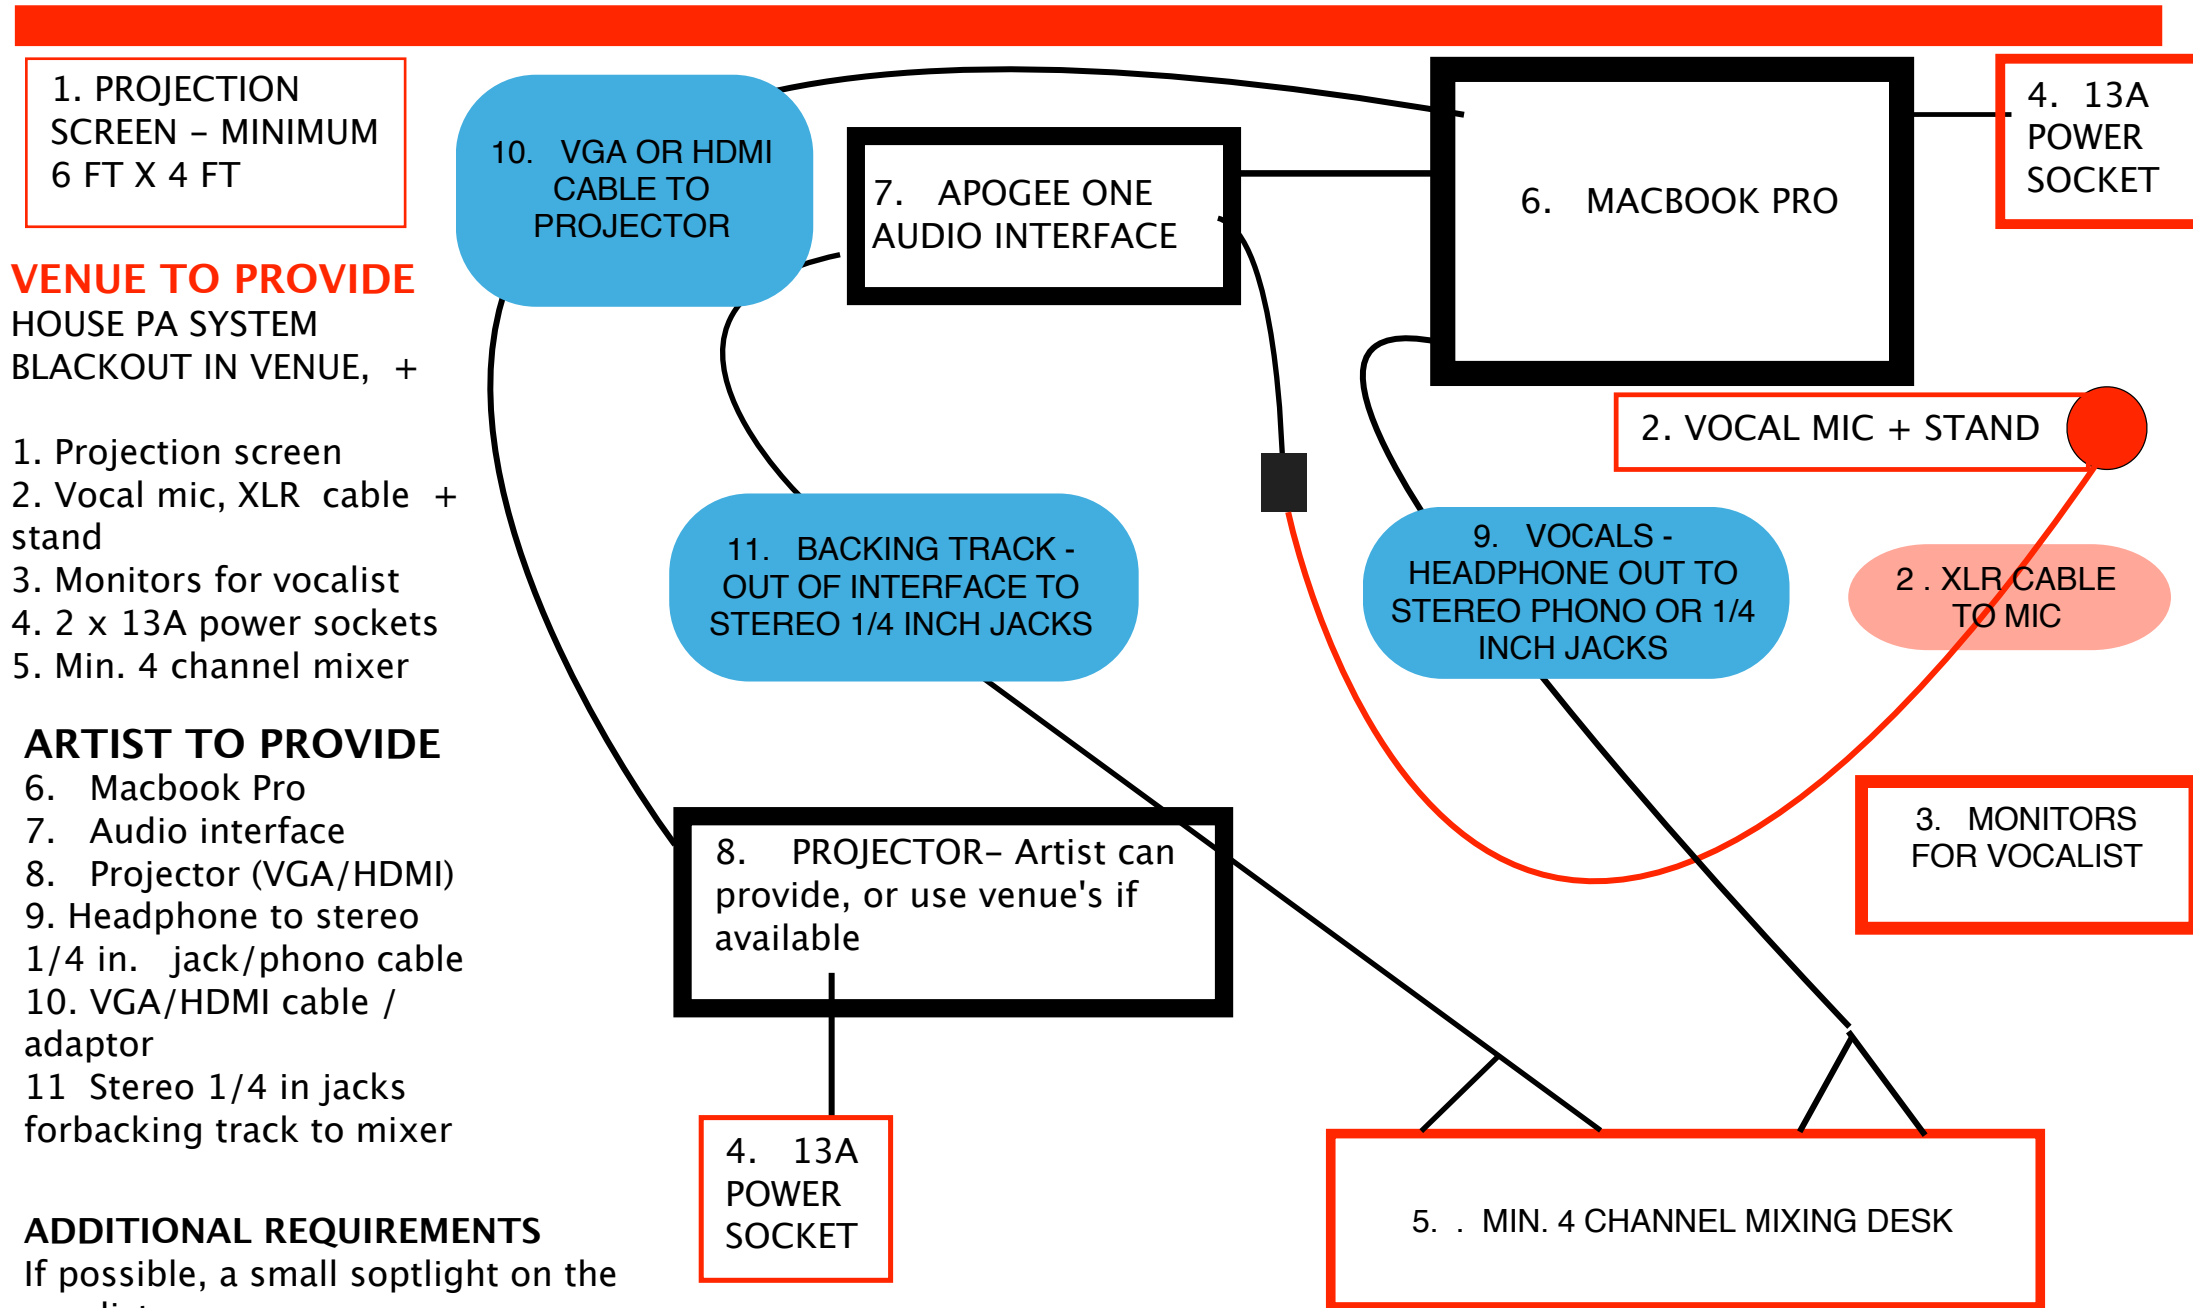 1. PROJECTION
SCREEN – MINIMUM
6 FT X 4 FT
VENUE TO PROVIDE
HOUSE PA SYSTEM
BLACKOUT IN VENUE, +
1. Projection screen
2. Vocal mic, XLR cable +
stand
3. Monitors for vocalist
4. 2 x 13A power sockets
5. Min. 4 channel mixer
ARTIST TO PROVIDE
6. Macbook Pro
7. Audio interface
8. Projector (VGA/HDMI)
9. Headphone to stereo
1/4 in. jack/phono cable
10. VGA/HDMI cable /
adaptor
11 Stereo 1/4 in jacks
forbacking track to mixer
ADDITIONAL REQUIREMENTS
If possible, a small soptlight on the
10. VGA OR HDMI
CABLE TO
PROJECTOR
7. APOGEE ONE
AUDIO INTERFACE
6. MACBOOK PRO
4. 13A
POWER
SOCKET
2. VOCAL MIC + STAND
11. BACKING TRACK -
OUT OF INTERFACE TO
STEREO 1/4 INCH JACKS
9. VOCALS -
HEADPHONE OUT TO
STEREO PHONO OR 1/4
INCH JACKS
2 . XLR CABLE
TO MIC
8. PROJECTOR– Artist can
provide, or use venue's if
available
3. MONITORS
FOR VOCALIST
4. 13A
POWER
SOCKET
5. . MIN. 4 CHANNEL MIXING DESK